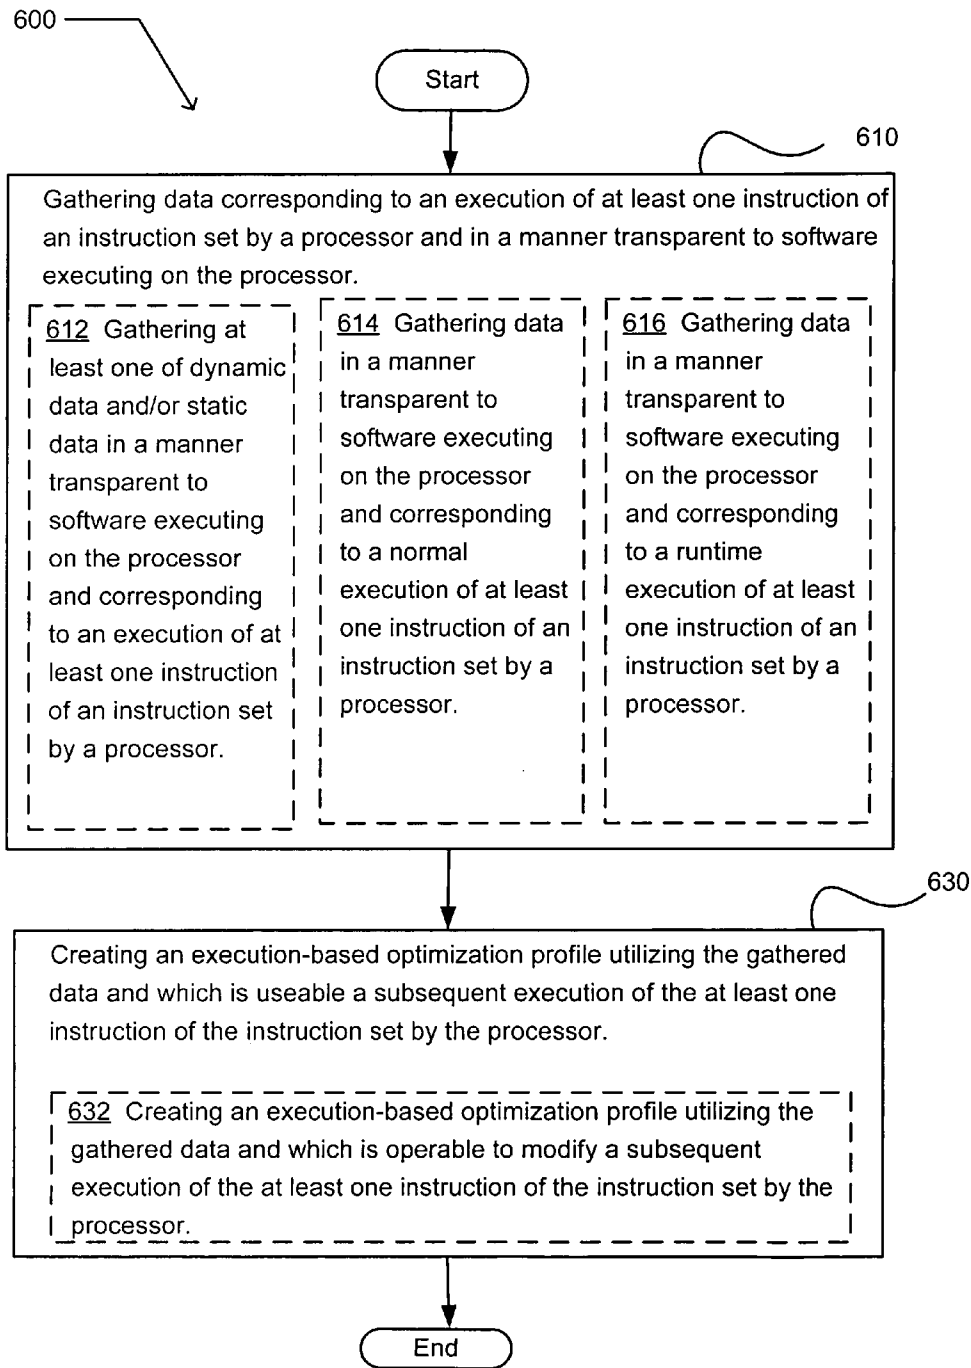 600
Start
610
Gathering data corresponding to an execution of at least one instruction of
an instruction set by a processor and in a manner transparent to software
executing on the processor.
612 Gathering at
least one of dynamic
data and/or static
data in a manner
transparent to
software executing
on the processor
and corresponding
to an execution of at
least one instruction
of an instruction set
by a processor.
614 Gathering data
in a manner
transparent to
software executing
on the processor
and corresponding
to a normal
execution of at least
one instruction of an
instruction set by a
processor.
616 Gathering data
in a manner
transparent to
software executing
on the processor
and corresponding
to a runtime
execution of at least
one instruction of an
instruction set by a
processor.
630
Creating an execution-based optimization profile utilizing the gathered
data and which is useable a subsequent execution of the at least one
instruction of the instruction set by the processor.
632 Creating an execution-based optimization profile utilizing the
gathered data and which is operable to modify a subsequent
execution of the at least one instruction of the instruction set by the
processor.
End